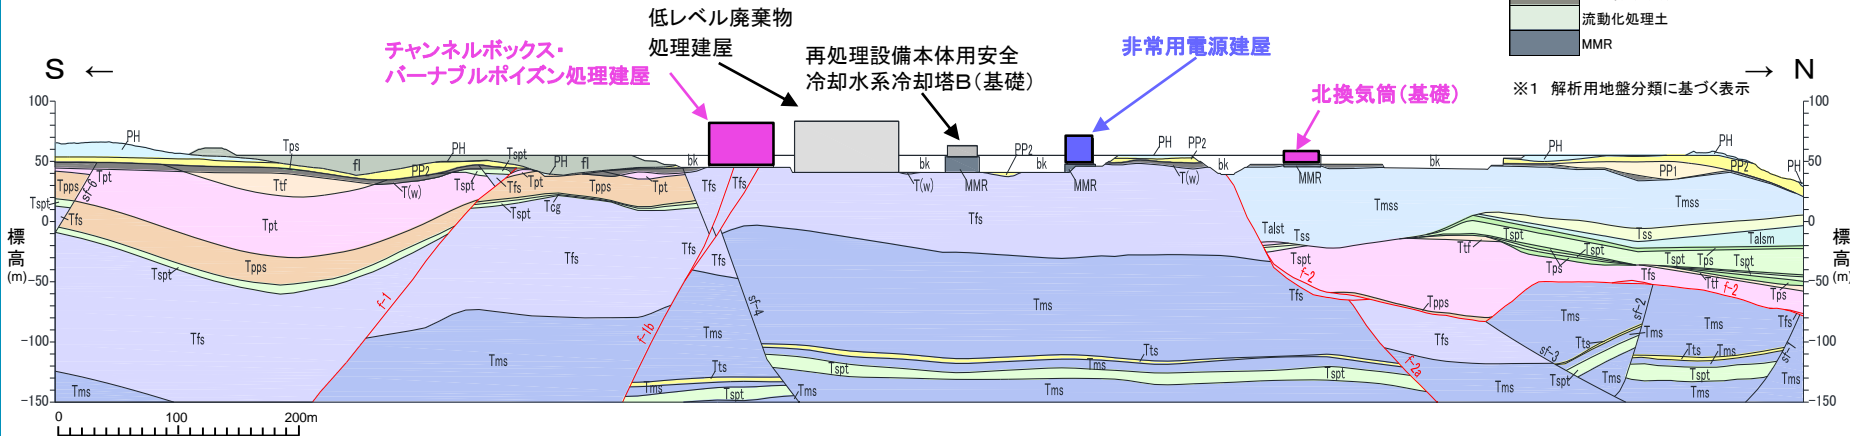 流動化処理土
MMR
※1 解析用地盤分類に基づく表示
S ←
→ N
チャンネルボックス・
バーナブルポイズン処理建屋
低レベル廃棄物
処理建屋
再処理設備本体用安全
冷却水系冷却塔B(基礎)
非常用電源建屋
北換気筒(基礎)
標
高
(m)
100
50
0
−50
−100
−150
標
高
(m)
100
50
0
−50
−100
−150
PH
Tps
fl
PH
Tspt
PH
fl
bk
bk
PP2
bk
PH
PP2
bk
bk
PH
PH
PH
Tpps
sf-6
Tpt
Ttf
PP2
T(w)
Tspt
Tfs
Tpt
Tpps
Tpt
Tfs
Tfs
T(w)
MMR
MMR
T(w)
MMR
PP1
PP2
Tspt
Tfs
Tpt
Tspt
Tcg
Tfs
Tmss
Tmss
Tspt
Tpps
Tfs
Tfs
Tfs
Talst
Tss
Tspt
f-2
Ttf
Tspt
Tps
Tspt
Tss
Talsm
Tspt
Tps
Tspt
Tfs
Ttf
f-2
Tps
f-1
Tfs
f-1b
sf-4
Tms
Tfs
Tpps
Tfs
Tms
sf-2
Tms
Tfs
Tms
Tms
Tms
Tts
Tms
Tspt
Tms
Tts
Tms
Tspt
Tms
Tspt
f-2a
Tms
sf-3
Tts
Tspt
Tms
Tms
Tts
Tms
Tspt
Tms
sf-1
Tms
0
100
200m